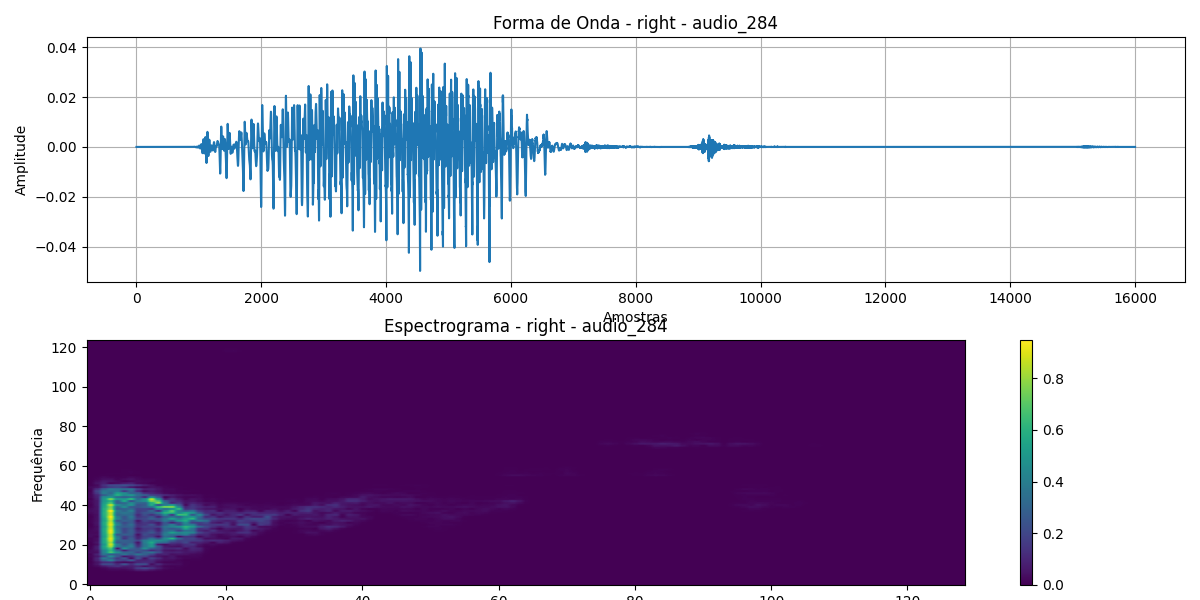 Forma de Onda - right - audio_284
Amplitude
0.04
0.02
0.00
−0.02
−0.04
0 2000 4000 6000 8000 10000 12000 14000 16000
Amostras
Espectrograma - right - audio_284
Frequência
120
100
80
60
40
20
0
0.8
0.6
0.4
0.2
0.0
0 20 40 60 80 100 120